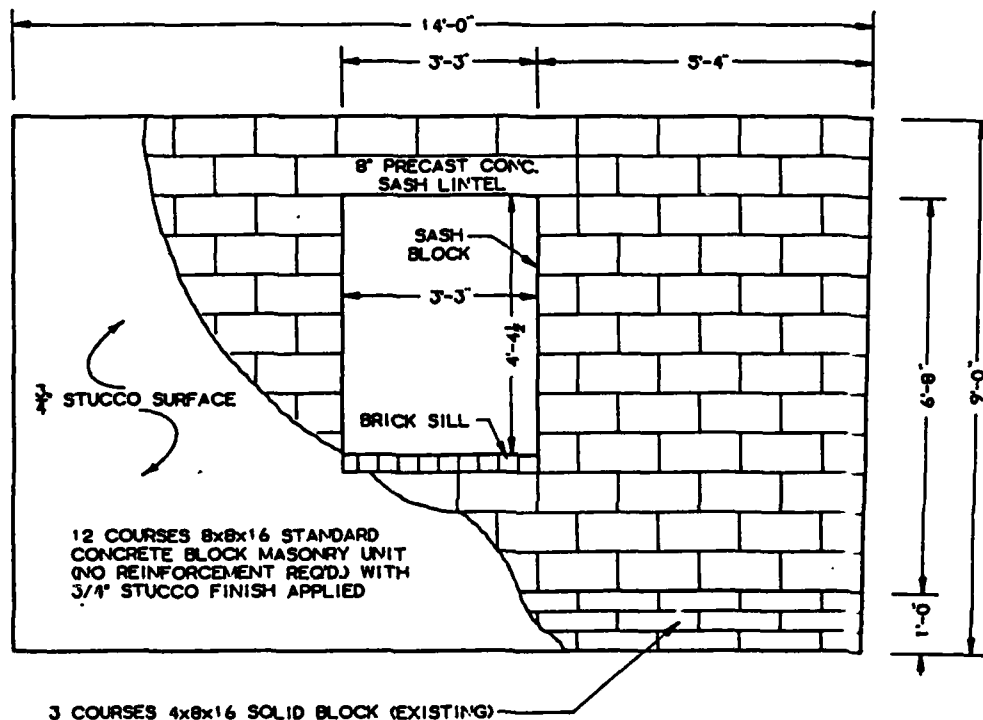 14'-0"
3'-3" 5'-4"
8" PRECAST CONC.
SASH LINTEL
SASH
BLOCK
3'-3"
4'-4½
6'-8"
9'-0"
¾" STUCCO SURFACE
BRICK SILL
12 COURSES 8x8x16 STANDARD
CONCRETE BLOCK MASONRY UNIT
(NO REINFORCEMENT REQ'D.) WITH
3/4" STUCCO FINISH APPLIED
1'-0"
3 COURSES 4x8x16 SOLID BLOCK (EXISTING)